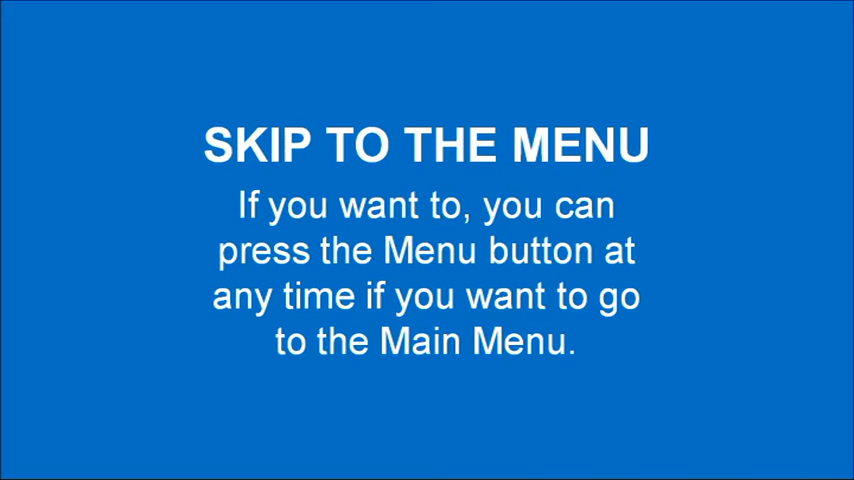 SKIP TO THE MENU
If you want to, you can
press the Menu button at
any time if you want to go
to the Main Menu.